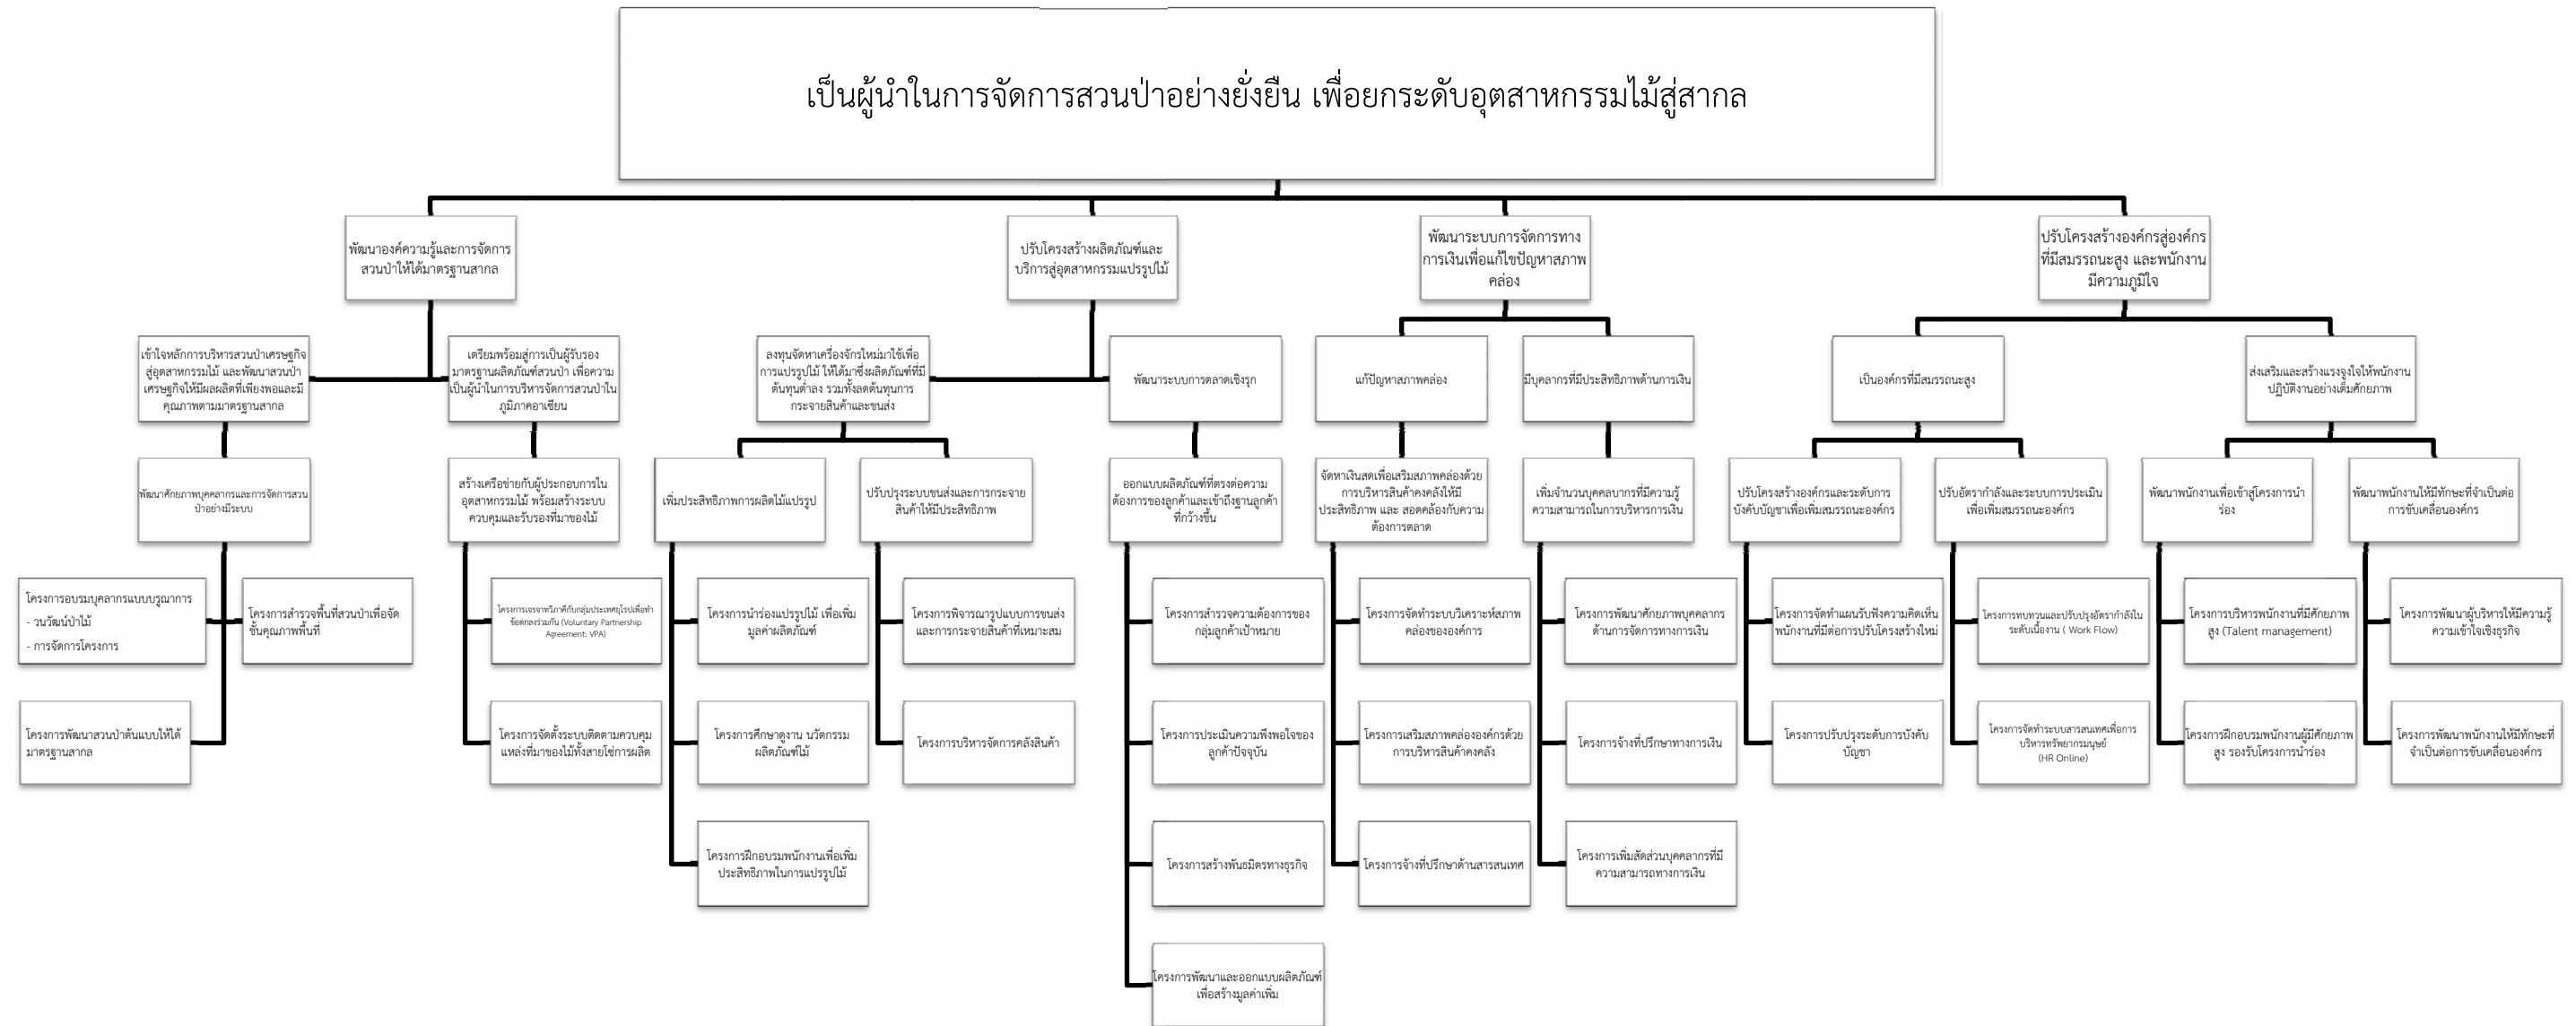 เป็นผู้นำในการจัดการสวนป่าอย่างยั่งยืน เพื่อยกระดับอุตสาหกรรมไม้สู่สากล
พัฒนาองค์ความรู้และการจัดการ
สวนป่าให้ได้มาตรฐานสากล
ปรับโครงสร้างผลิตภัณฑ์และ
บริการสู่อุตสาหกรรมแปรรูปไม้
พัฒนาระบบการจัดการทาง
การเงินเพื่อแก้ไขปัญหาสภาพ
คล่อง
ปรับโครงสร้างองค์กรสู่องค์กร
ที่มีสมรรถนะสูง และพนักงาน
มีความภูมิใจ
เข้าใจหลักการบริหารสวนป่าเศรษฐกิจ
สู่อุตสาหกรรมไม้ และพัฒนาสวนป่า
เศรษฐกิจให้มีผลผลิตที่เพียงพอและมี
คุณภาพตามมาตรฐานสากล
เตรียมพร้อมสู่การเป็นผู้รับรอง
มาตรฐานผลิตภัณฑ์สวนป่า เพื่อความ
เป็นผู้นำในการบริหารจัดการสวนป่าใน
ภูมิภาคอาเซียน
ลงทุนจัดหาเครื่องจักรใหม่มาใช้เพื่อ
การแปรรูปไม้ ให้ได้มาซึ่งผลิตภัณฑ์ที่มี
ต้นทุนต่ำลง รวมทั้งลดต้นทุนการ
กระจายสินค้าและขนส่ง
พัฒนาระบบการตลาดเชิงรุก
แก้ปัญหาสภาพคล่อง
มีบุคลากรที่มีประสิทธิภาพด้านการเงิน
เป็นองค์กรที่มีสมรรถนะสูง
ส่งเสริมและสร้างแรงจูงใจให้พนักงาน
ปฏิบัติงานอย่างเต็มศักยภาพ
พัฒนาศักยภาพบุคคลากรและการจัดการสวน
ป่าอย่างมีระบบ
สร้างเครือข่ายกับผู้ประกอบการใน
อุตสาหกรรมไม้ พร้อมสร้างระบบ
ควบคุมและรับรองที่มาของไม้
เพิ่มประสิทธิภาพการผลิตไม้แปรรูป
ปรับปรุงระบบขนส่งและการกระจาย
สินค้าให้มีประสิทธิภาพ
ออกแบบผลิตภัณฑ์ที่ตรงต่อความ
ต้องการของลูกค้าและเข้าถึงฐานลูกค้า
ที่กว้างขึ้น
จัดหาเงินสดเพื่อเสริมสภาพคล่องด้วย
การบริหารสินค้าคงคลังให้มี
ประสิทธิภาพ และ สอดคล้องกับความ
ต้องการตลาด
เพิ่มจำนวนบุคคลบากรที่มีความรู้
ความสามารถในการบริหารการเงิน
ปรับโครงสร้างองค์กรและระดับการ
บังคับบัญชาเพื่อเพิ่มสมรรถนะองค์กร
ปรับอัตรากำลังและระบบการประเมิน
เพื่อเพิ่มสมรรถนะองค์กร
พัฒนาพนักงานเพื่อเข้าสู่โครงการนำ
ร่อง
พัฒนาพนักงานให้มีทักษะที่จำเป็นต่อ
การขับเคลื่อนองค์กร
โครงการอบรมบุคลากรแบบบรูณาการ
- วนวัฒน์ป่าไม้
- การจัดการโครงการ
โครงการสำรวจพื้นที่สวนป่าเพื่อจัด
ชั้นคุณภาพพื้นที่
โครงการเจรจาทวิภาคีกับกลุ่มประเทศยุโรปเพื่อทำ
ข้อตกลงร่วมกัน (Voluntary Partnership
Agreement: VPA)
โครงการนำร่องแปรรูปไม้ เพื่อเพิ่ม
มูลค่าผลิตภัณฑ์
โครงการพิจารณารูปแบบการขนส่ง
และการกระจายสินค้าที่เหมาะสม
โครงการสำรวจความต้องการของ
กลุ่มลูกค้าเป้าหมาย
โครงการจัดทำระบบวิเคราะห์สภาพ
คล่องขององค์การ
โครงการพัฒนาศักยภาพบุคคลากร
ด้านการจัดการทางการเงิน
โครงการจัดทำแผนรับฟังความคิดเห็น
พนักงานที่มีต่อการปรับโครงสร้างใหม่
โครงการทบทวนและปรับปรุงอัตรากำลังใน
ระดับเนื้องาน ( Work Flow)
โครงการบริหารพนักงานที่มีศักยภาพ
สูง (Talent management)
โครงการพัฒนาผู้บริหารให้มีความรู้
ความเข้าใจเชิงธุรกิจ
โครงการพัฒนาสวนป่าต้นแบบให้ได้
มาตรฐานสากล
โครงการจัดตั้งระบบติดตามควบคุม
แหล่งที่มาของไม้ทั้งสายโซ่การผลิต
โครงการศึกษาดูงาน นวัตกรรม
ผลิตภัณฑ์ไม้
โครงการบริหารจัดการคลังสินค้า
โครงการประเมินความพึงพอใจของ
ลูกค้าปัจจุบัน
โครงการเสริมสภาพคล่ององค์กรด้วย
การบริหารสินค้าคงคลัง
โครงการจ้างที่ปรึกษาทางการเงิน
โครงการปรับปรุงระดับการบังคับ
บัญชา
โครงการจัดทำระบบสารสนเทศเพื่อการ
บริหารทรัพยากรมนุษย์
(HR Online)
โครงการฝึกอบรมพนักงานผู้มีศักยภาพ
สูง รองรับโครงการนำร่อง
โครงการพัฒนาพนักงานให้มีทักษะที่
จำเป็นต่อการขับเคลื่อนองค์กร
โครงการฝึกอบรมพนักงานเพื่อเพิ่ม
ประสิทธิภาพในการแปรรูปไม้
โครงการสร้างพันธมิตรทางธุรกิจ
โครงการจ้างที่ปรึกษาด้านสารสนเทศ
โครงการเพิ่มสัดส่วนบุคคลากรที่มี
ความสามารถทางการเงิน
โครงการพัฒนาและออกแบบผลิตภัณฑ์
เพื่อสร้างมูลค่าเพิ่ม